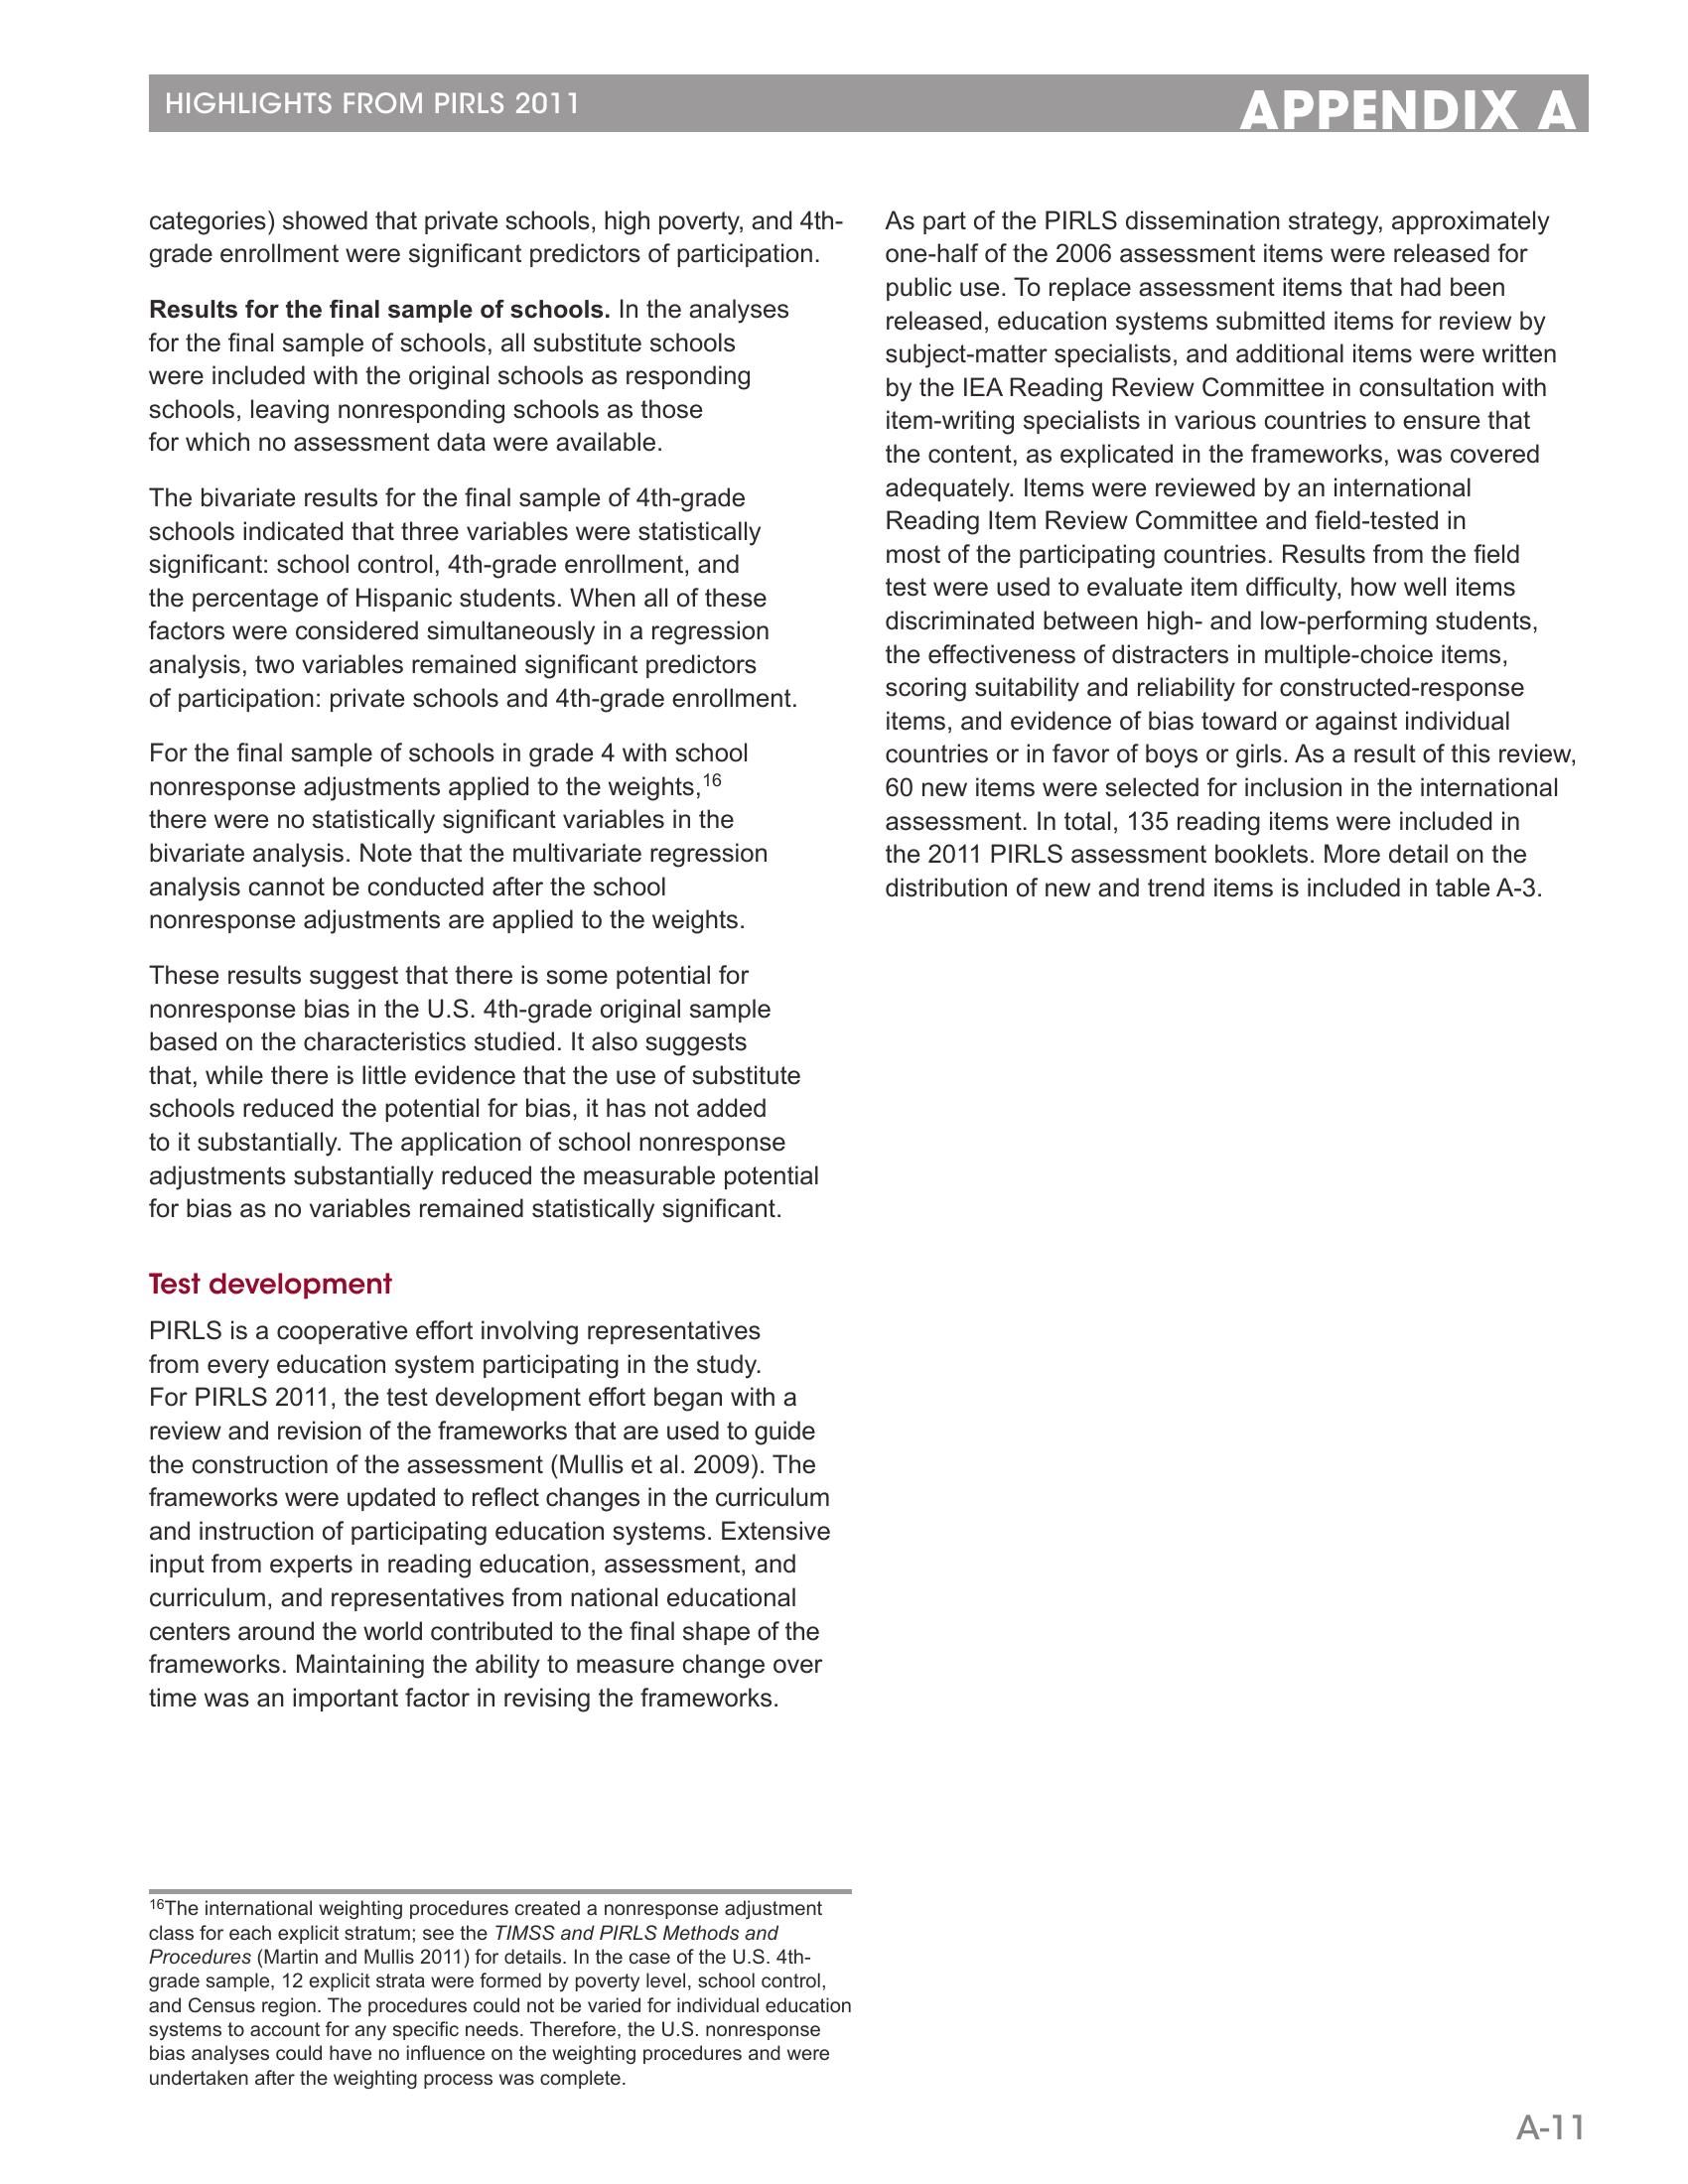 HIGHLIGHTS FROM PIRLS 2011
APPENDIX A
categories) showed that private schools, high poverty, and 4th-
grade enrollment were significant predictors of participation.
Results for the final sample of schools. In the analyses
for the final sample of schools, all substitute schools
were included with the original schools as responding
schools, leaving nonresponding schools as those
for which no assessment data were available.
The bivariate results for the final sample of 4th-grade
schools indicated that three variables were statistically
significant: school control, 4th-grade enrollment, and
the percentage of Hispanic students. When all of these
factors were considered simultaneously in a regression
analysis, two variables remained significant predictors
of participation: private schools and 4th-grade enrollment.
For the final sample of schools in grade 4 with school
nonresponse adjustments applied to the weights,16
there were no statistically significant variables in the
bivariate analysis. Note that the multivariate regression
analysis cannot be conducted after the school
nonresponse adjustments are applied to the weights.
These results suggest that there is some potential for
nonresponse bias in the U.S. 4th-grade original sample
based on the characteristics studied. It also suggests
that, while there is little evidence that the use of substitute
schools reduced the potential for bias, it has not added
to it substantially. The application of school nonresponse
adjustments substantially reduced the measurable potential
for bias as no variables remained statistically significant.
Test development
PIRLS is a cooperative effort involving representatives
from every education system participating in the study.
For PIRLS 2011, the test development effort began with a
review and revision of the frameworks that are used to guide
the construction of the assessment (Mullis et al. 2009). The
frameworks were updated to reflect changes in the curriculum
and instruction of participating education systems. Extensive
input from experts in reading education, assessment, and
curriculum, and representatives from national educational
centers around the world contributed to the final shape of the
frameworks. Maintaining the ability to measure change over
time was an important factor in revising the frameworks.
As part of the PIRLS dissemination strategy, approximately
one-half of the 2006 assessment items were released for
public use. To replace assessment items that had been
released, education systems submitted items for review by
subject-matter specialists, and additional items were written
by the IEA Reading Review Committee in consultation with
item-writing specialists in various countries to ensure that
the content, as explicated in the frameworks, was covered
adequately. Items were reviewed by an international
Reading Item Review Committee and field-tested in
most of the participating countries. Results from the field
test were used to evaluate item difficulty, how well items
discriminated between high- and low-performing students,
the effectiveness of distracters in multiple-choice items,
scoring suitability and reliability for constructed-response
items, and evidence of bias toward or against individual
countries or in favor of boys or girls. As a result of this review,
60 new items were selected for inclusion in the international
assessment. In total, 135 reading items were included in
the 2011 PIRLS assessment booklets. More detail on the
distribution of new and trend items is included in table A-3.
16The international weighting procedures created a nonresponse adjustment
class for each explicit stratum; see the TIMSS and PIRLS Methods and
Procedures (Martin and Mullis 2011) for details. In the case of the U.S. 4th-
grade sample, 12 explicit strata were formed by poverty level, school control,
and Census region. The procedures could not be varied for individual education
systems to account for any specific needs. Therefore, the U.S. nonresponse
bias analyses could have no influence on the weighting procedures and were
undertaken after the weighting process was complete.
A-11